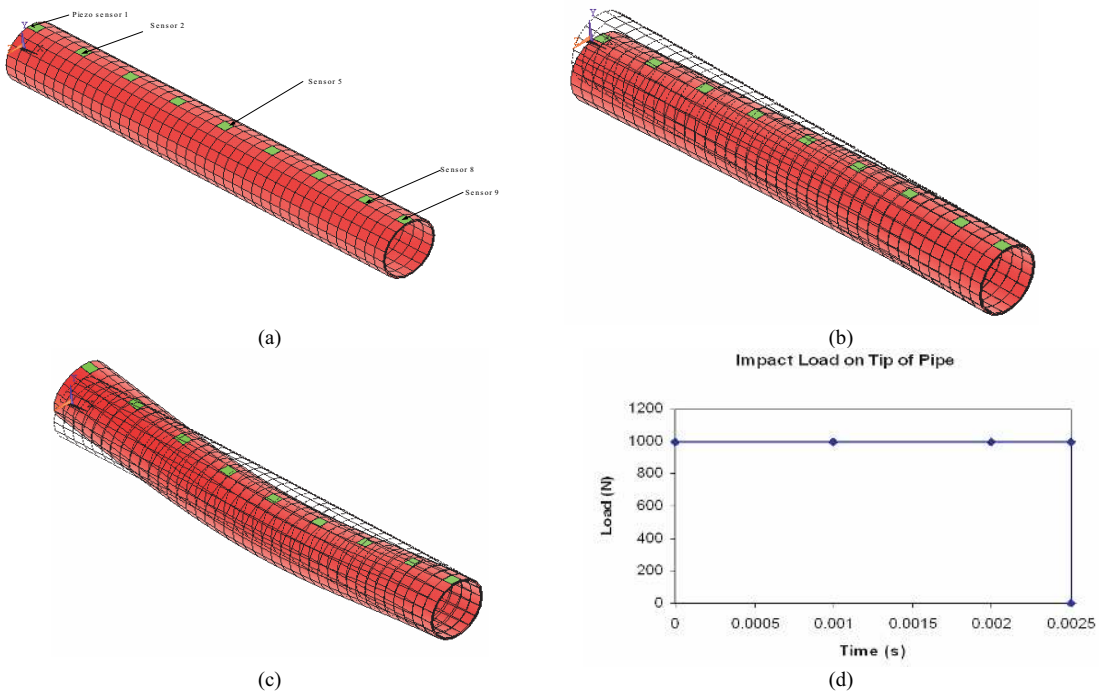 Piezo sensor 1
Sensor 2
Sensor 5
Sensor 8
Sensor 9
Y
(a)
Y
(b)
(c)
Impact Load on Tip of Pipe
Load (N)
1200
1000
800
600
400
200
0
0 0.0005 0.001 0.0015 0.002 0.0025
Time (s)
(d)